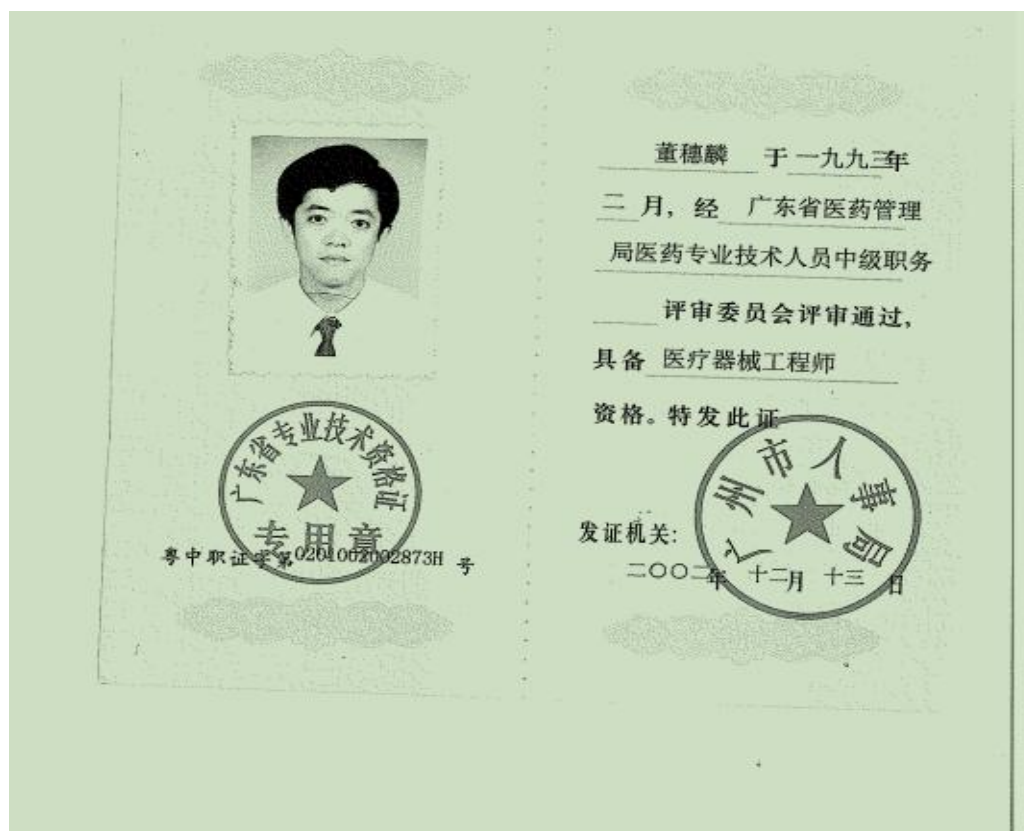 广东省专业技术资格证
专用章
粤中职证字第0201002002873H 号
董穗麟 于一九九三年
二月，经 广东省医药管理
局医药专业技术人员中级职务
评审委员会评审通过，
具备 医疗器械工程师
资格。特发此证
广州市人事局
发证机关：
二〇〇二年 十二月 十三 日